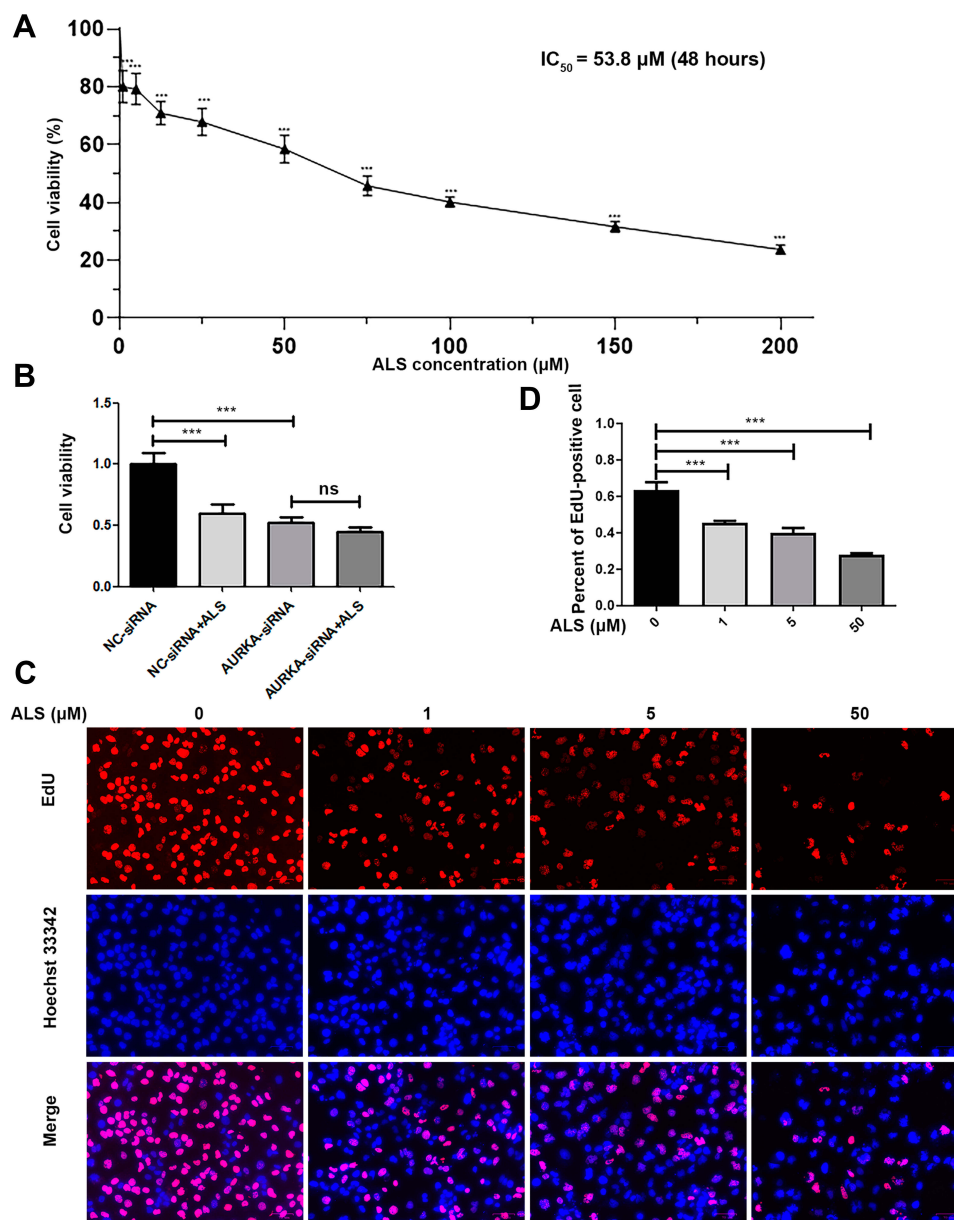 A
IC50 = 53.8 µM (48 hours)
Cell viability (%)
100
80
60
40
20
0
*** *** *** *** *** *** *** *** ***
0 50 100 150 200
ALS concentration (µM)
B
Cell viability
1.5
1.0
0.5
0.0
***
***
ns
NC-siRNA
NC-siRNA+ALS
AURKA-siRNA
AURKA-siRNA+ALS
D
Percent of EdU-positive cell
1.0
0.8
0.6
0.4
0.2
0.0
***
***
***
ALS (µM) 0 1 5 50
C
ALS (µM) 0 1 5 50
EdU
Hoechst 33342
Merge